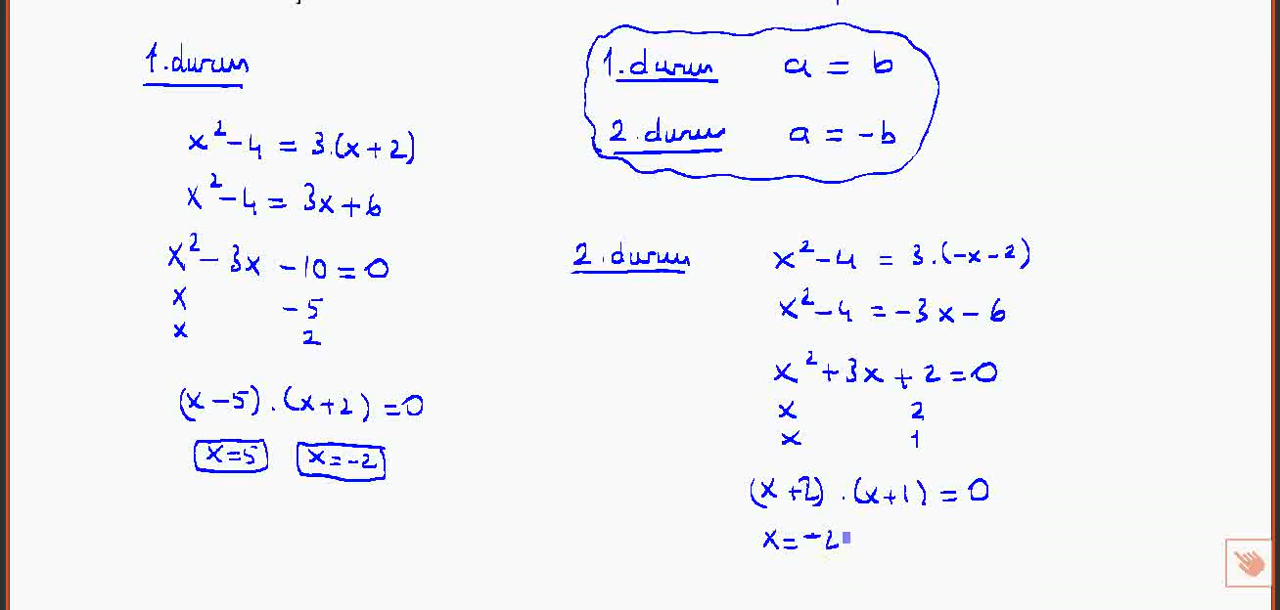 1.durum
x²-4 = 3.(x+2)
x²-4 = 3x+6
x²-3x -10=0
x -5
x 2
(x-5).(x+2)=0
x=5 x=-2
1.durum a = b
2.durum a = -b
2.durum x²-4 = 3.(-x-2)
x²-4 = -3x-6
x²+3x+2=0
x 2
x 1
(x+2).(x+1)=0
x=-2